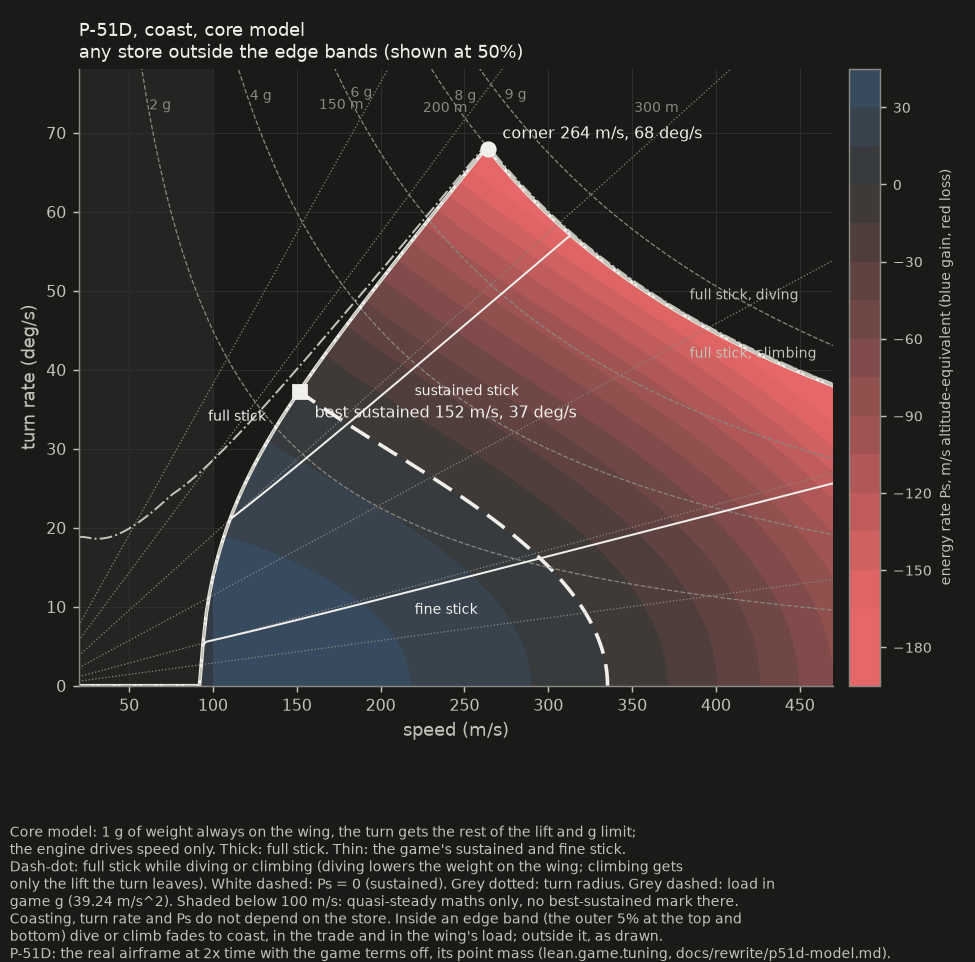 P-51D, coast, core model
any store outside the edge bands (shown at 50%)
2 g
4 g
6 g
8 g
9 g
150 m
200 m
300 m
corner 264 m/s, 68 deg/s
full stick, diving
full stick, climbing
sustained stick
best sustained 152 m/s, 37 deg/s
full stick
fine stick
turn rate (deg/s)
70
60
50
40
30
20
10
0
50
100
150
200
250
300
350
400
450
speed (m/s)
30
0
−30
−60
−90
−120
−150
−180
energy rate Ps, m/s altitude-equivalent (blue gain, red loss)
Core model: 1 g of weight always on the wing, the turn gets the rest of the lift and g limit;
the engine drives speed only. Thick: full stick. Thin: the game's sustained and fine stick.
Dash-dot: full stick while diving or climbing (diving lowers the weight on the wing; climbing gets
only the lift the turn leaves). White dashed: Ps = 0 (sustained). Grey dotted: turn radius. Grey dashed: load in
game g (39.24 m/s^2). Shaded below 100 m/s: quasi-steady maths only, no best-sustained mark there.
Coasting, turn rate and Ps do not depend on the store. Inside an edge band (the outer 5% at the top and
bottom) dive or climb fades to coast, in the trade and in the wing's load; outside it, as drawn.
P-51D: the real airframe at 2x time with the game terms off, its point mass (lean.game.tuning, docs/rewrite/p51d-model.md).